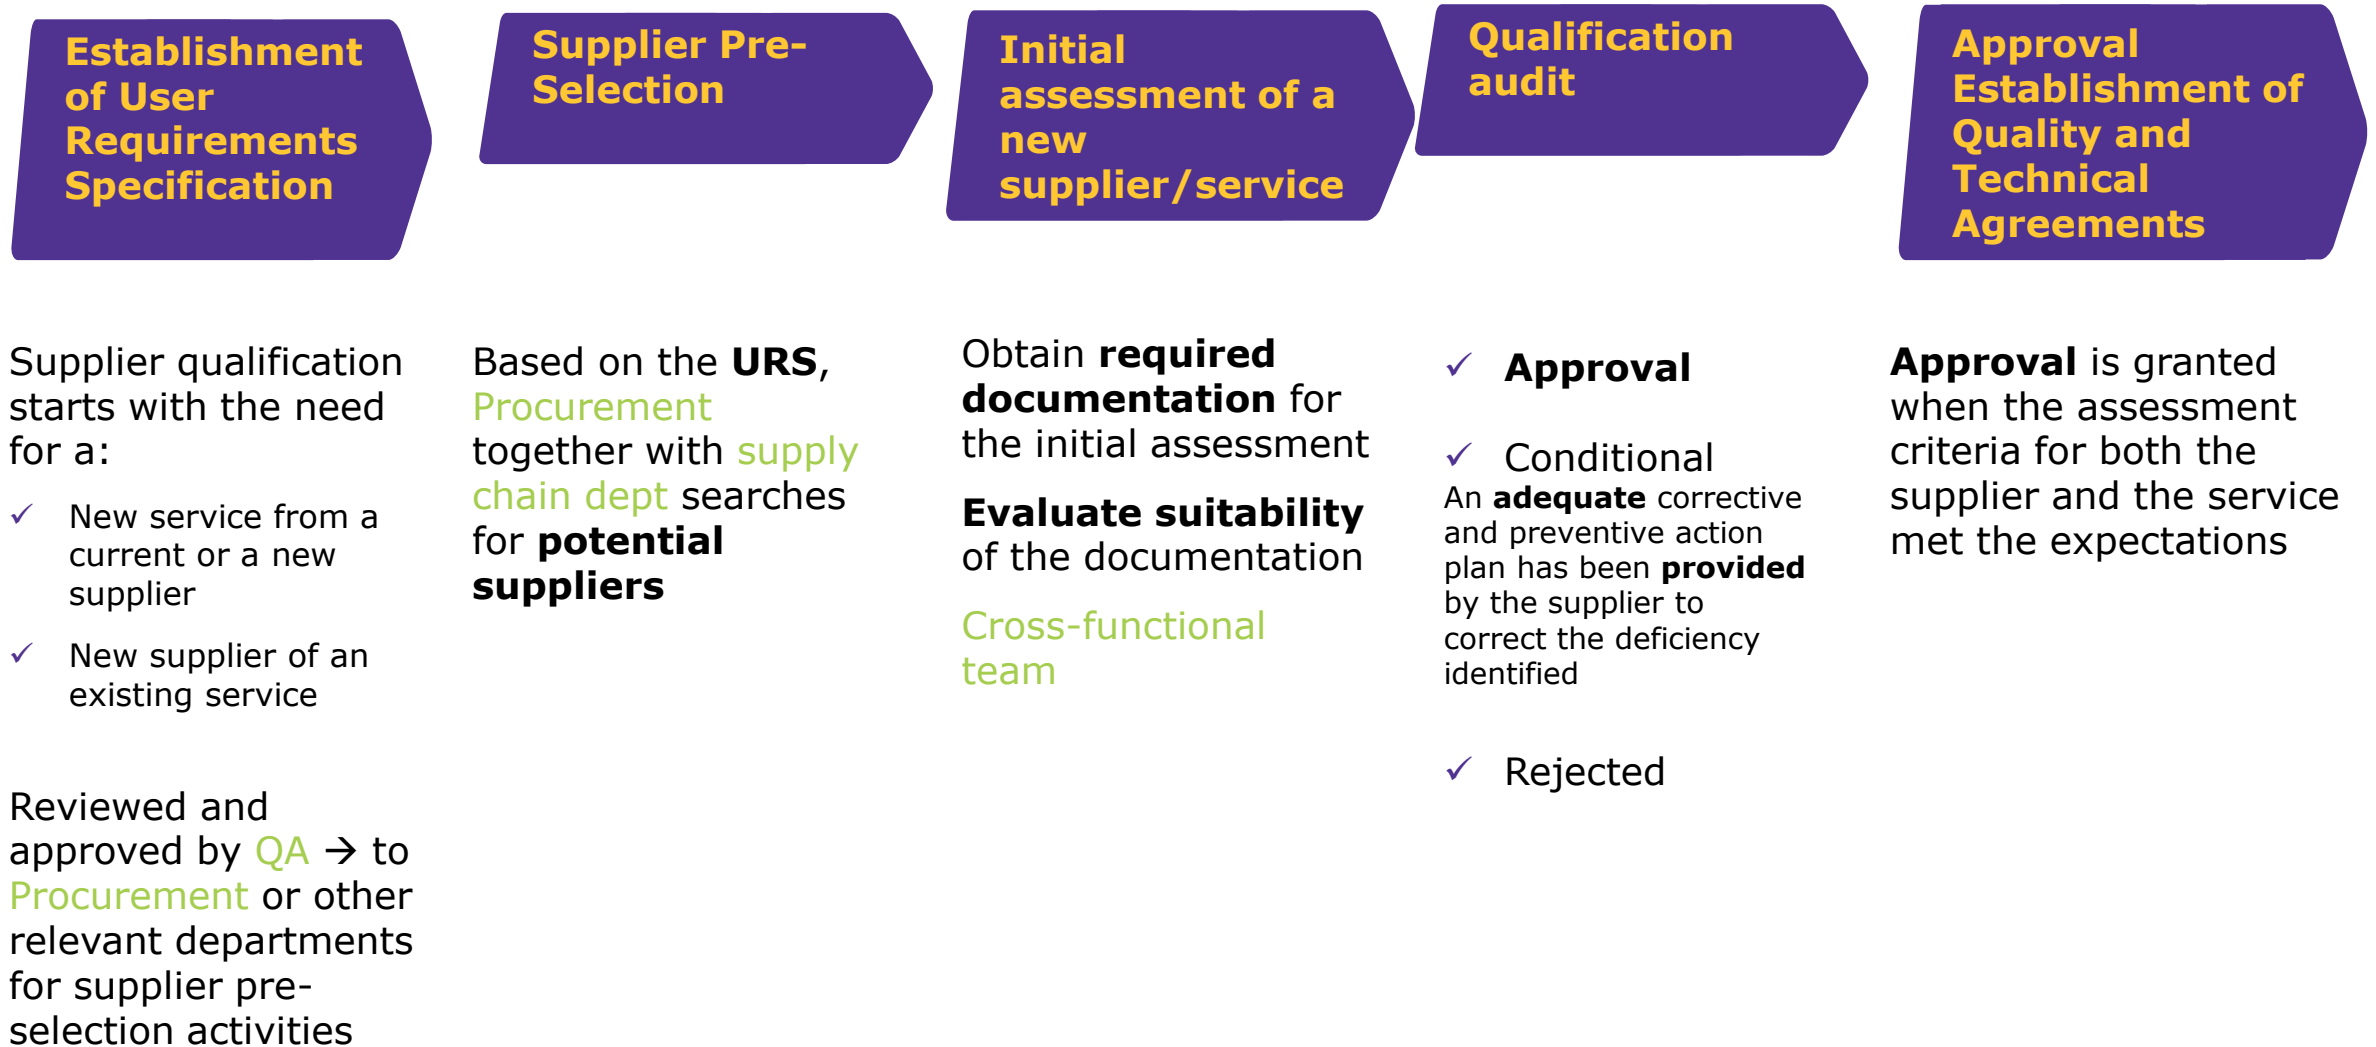 Establishment
of User
Requirements
Specification
Supplier Pre-
Selection
Initial
assessment of a
new
supplier/service
Qualification
audit
Approval
Establishment of
Quality and
Technical
Agreements
Supplier qualification
starts with the need
for a:
✓ New service from a
current or a new
supplier
✓ New supplier of an
existing service
Reviewed and
approved by QA → to
Procurement or other
relevant departments
for supplier pre-
selection activities
Based on the URS,
Procurement
together with supply
chain dept searches
for potential
suppliers
Obtain required
documentation for
the initial assessment
Evaluate suitability
of the documentation
Cross-functional
team
✓ Approval
✓ Conditional
An adequate corrective
and preventive action
plan has been provided
by the supplier to
correct the deficiency
identified
✓ Rejected
Approval is granted
when the assessment
criteria for both the
supplier and the service
met the expectations